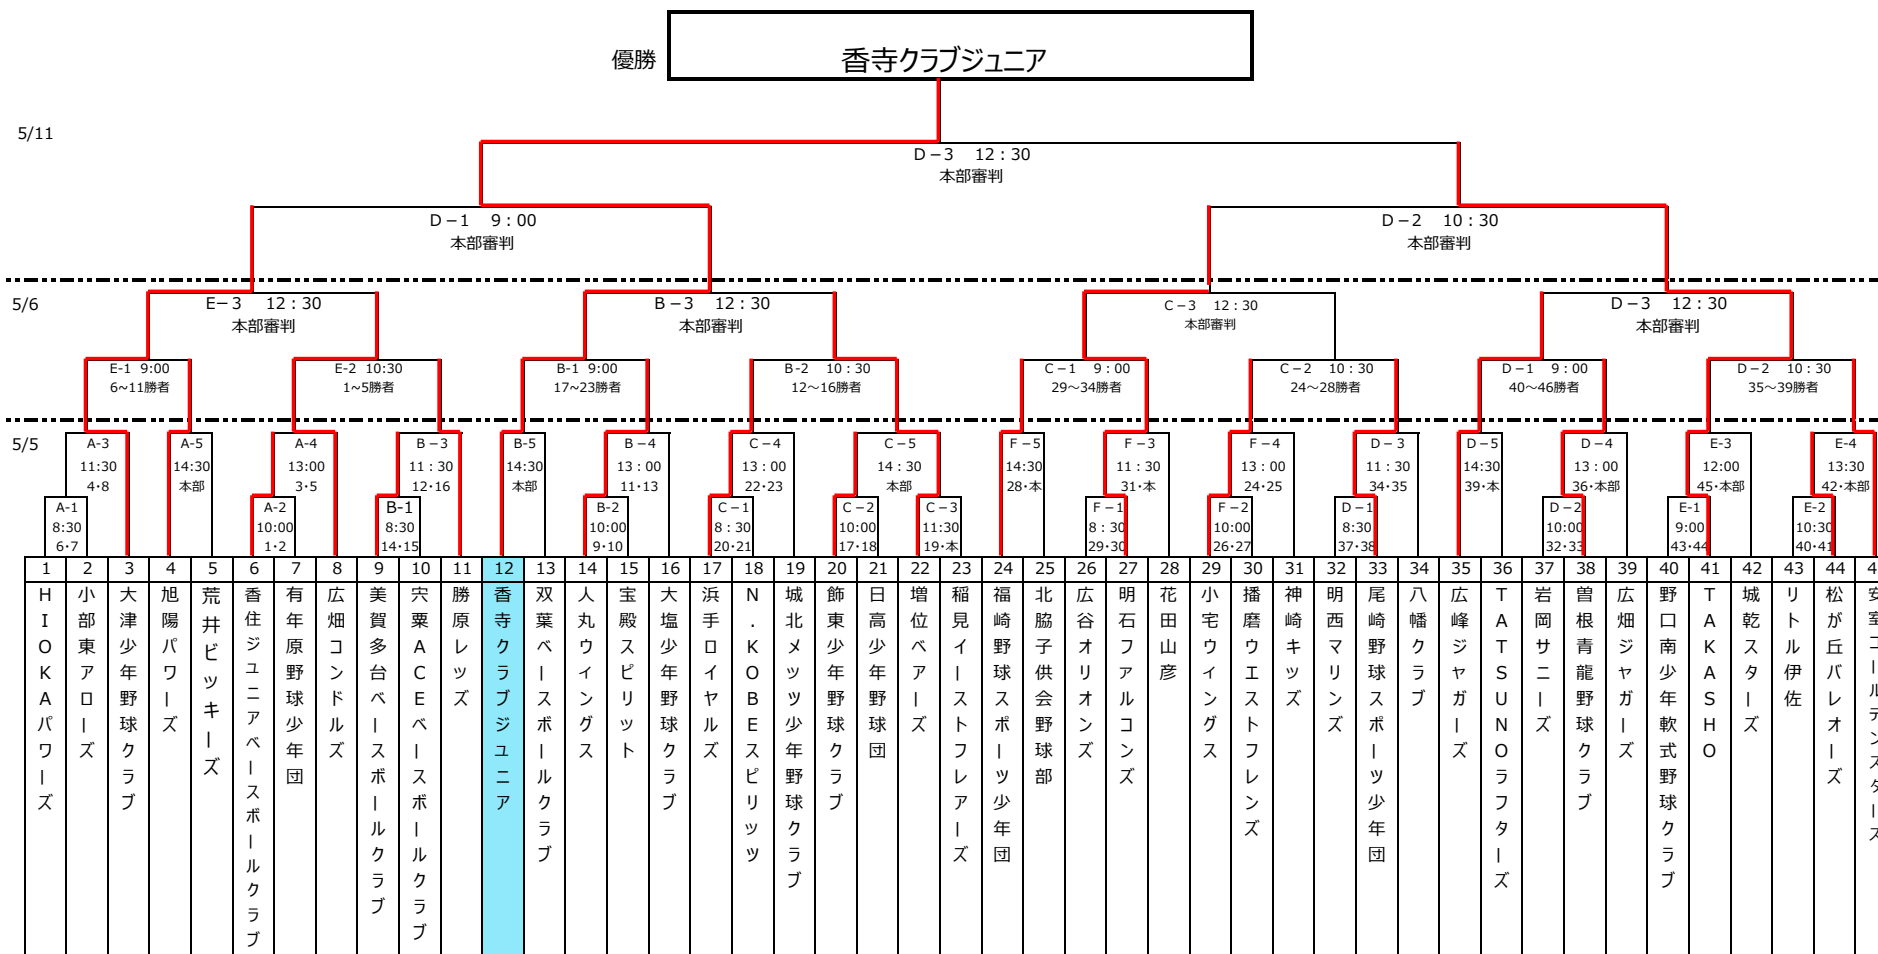 優勝
香寺クラブジュニア
5/11
D－3　12：30
本部審判
D－1　9：00
本部審判
D－2　10：30
本部審判
5/6
E－3　12：30
本部審判
B－3　12：30
本部審判
C－3　12：30
本部審判
D－3　12：30
本部審判
E-1 9:00
6~11勝者
E-2 10:30
1~5勝者
B-1 9:00
17~23勝者
B－2　10：30
12～16勝者
C－1　9：00
29～34勝者
C－2　10：30
24～28勝者
D－1　9：00
40～46勝者
D－2　10：30
35～39勝者
5/5
A-3
11:30
4・8
A-5
14:30
本部
A-4
13:00
3・5
B－3
11：30
12・16
B-5
14:30
本部
B－4
13：00
11・13
C－4
13：00
22・23
C－5
14：30
本部
F－5
14:30
28・本
F－3
11：30
31・本
F－4
13：00
24・25
D－3
11：30
34・35
D－5
14:30
39・本
D－4
13：00
36・本部
E-3
12:00
45・本部
E-4
13:30
42・本部
A-1
8:30
6・7
A-2
10:00
1・2
B-1
8:30
14・15
B-2
10:00
9・10
C－1
8：30
20・21
C－2
10:00
17・18
C－3
11:30
19・本
F－1
8：30
29・30
F－2
10:00
26・27
D－1
8:30
37・38
D－2
10:00
32・33
E-1
9:00
43・44
E-2
10:30
40・41
1
HIOKAパワーズ
2
小部東アローズ
3
大津少年野球クラブ
4
旭陽パワーズ
5
荒井ビッキーズ
6
香住ジュニアベースボールクラブ
7
有年原野球少年団
8
広畑コンドルズ
9
美賀多台ベースボールクラブ
10
宍粟ACEベースボールクラブ
11
勝原レッズ
12
香寺クラブジュニア
13
双葉ベースボールクラブ
14
人丸ウィングス
15
宝殿スピリット
16
大塩少年野球クラブ
17
浜手ロイヤルズ
18
N.KOBEスピリッツ
19
城北メッツ少年野球クラブ
20
飾東少年野球クラブ
21
日高少年野球団
22
増位ベアーズ
23
稲見イーストフレアーズ
24
福崎野球スポーツ少年団
25
北脇子供会野球部
26
広谷オリオンズ
27
明石ファルコンズ
28
花田山彦
29
小宅ウイングス
30
播磨ウエストフレンズ
31
神崎キッズ
32
明西マリンズ
33
尾崎野球スポーツ少年団
34
八幡クラブ
35
広峰ジャガーズ
36
TATSUNOラフターズ
37
岩岡サニーズ
38
曽根青龍野球クラブ
39
広畑ジャガーズ
40
野口南少年軟式野球クラブ
41
TAKASHO
42
城乾スターズ
43
リトル伊佐
44
松が丘バレオーズ